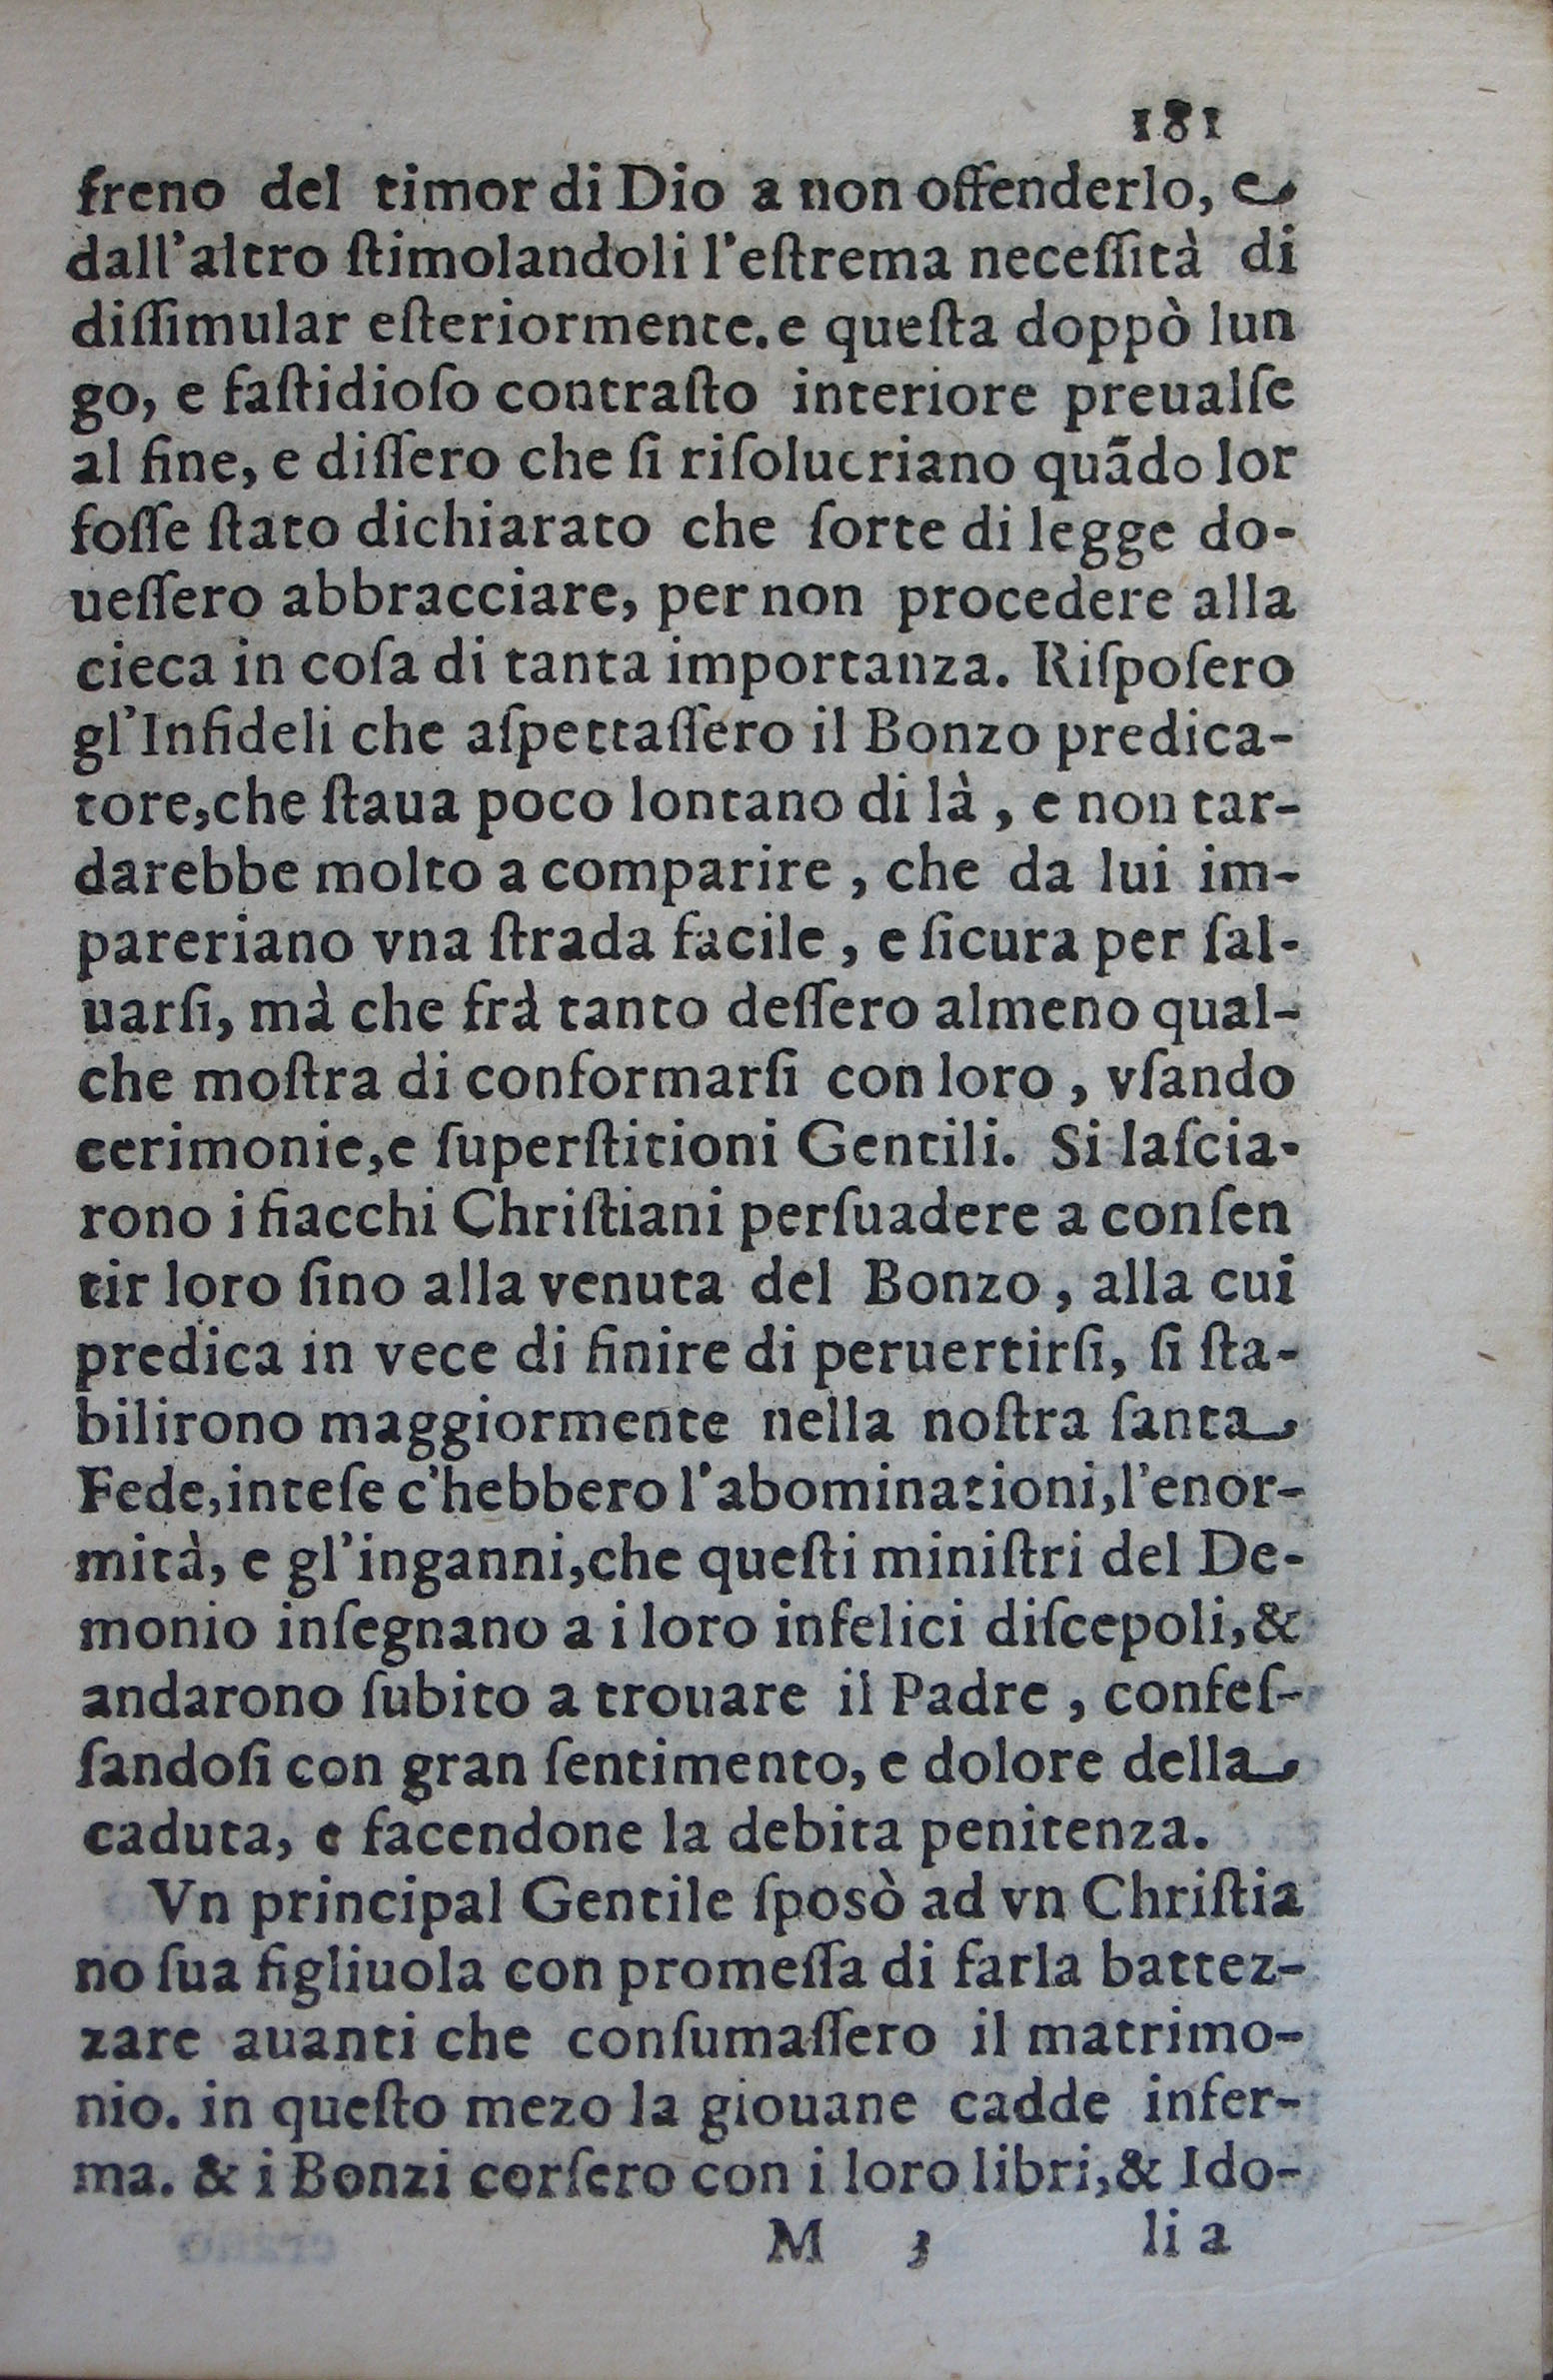 181
freno del timor di Dio a non offenderlo, e
dall'altro ſtimolandoli l'eſtrema neceſſità di
diſſimular eſteriormente. e queſta doppò lun
go, e faſtidioſo contraſto interiore preualſe
al fine, e diſſero che ſi riſolueriano quãdo lor
foſſe ſtato dichiarato che ſorte di legge do-
ueſſero abbracciare, per non procedere alla
cieca in coſa di tanta importanza. Riſpoſero
gl'Infideli che aſpettaſſero il Bonzo predica-
tore, che ſtaua poco lontano di là, e non tar-
darebbe molto a comparire, che da lui im-
pareriano vna ſtrada facile, e ſicura per ſal-
uarſi, mà che frà tanto deſſero almeno qual-
che moſtra di conformarſi con loro, vſando
cerimonie, e ſuperſtitioni Gentili. Si laſcia-
rono i fiacchi Chriſtiani perſuadere a conſen
tir loro ſino alla venuta del Bonzo, alla cui
predica in vece di finire di peruertirſi, ſi ſta-
bilirono maggiormente nella noſtra ſanta
Fede, inteſe c'hebbero l'abominationi, l'enor-
mità, e gl'inganni, che queſti miniſtri del De-
monio inſegnano a i loro infelici diſcepoli, &
andarono ſubito a trouare il Padre, confeſ-
ſandoſi con gran ſentimento, e dolore della
caduta, e facendone la debita penitenza.
Vn principal Gentile ſposò ad vn Chriſtia
no ſua figliuola con promeſſa di farla battez-
zare auanti che conſumaſſero il matrimo-
nio. in queſto mezo la giouane cadde infer-
ma. & i Bonzi corſero con i loro libri, & Ido-
M 3 li a